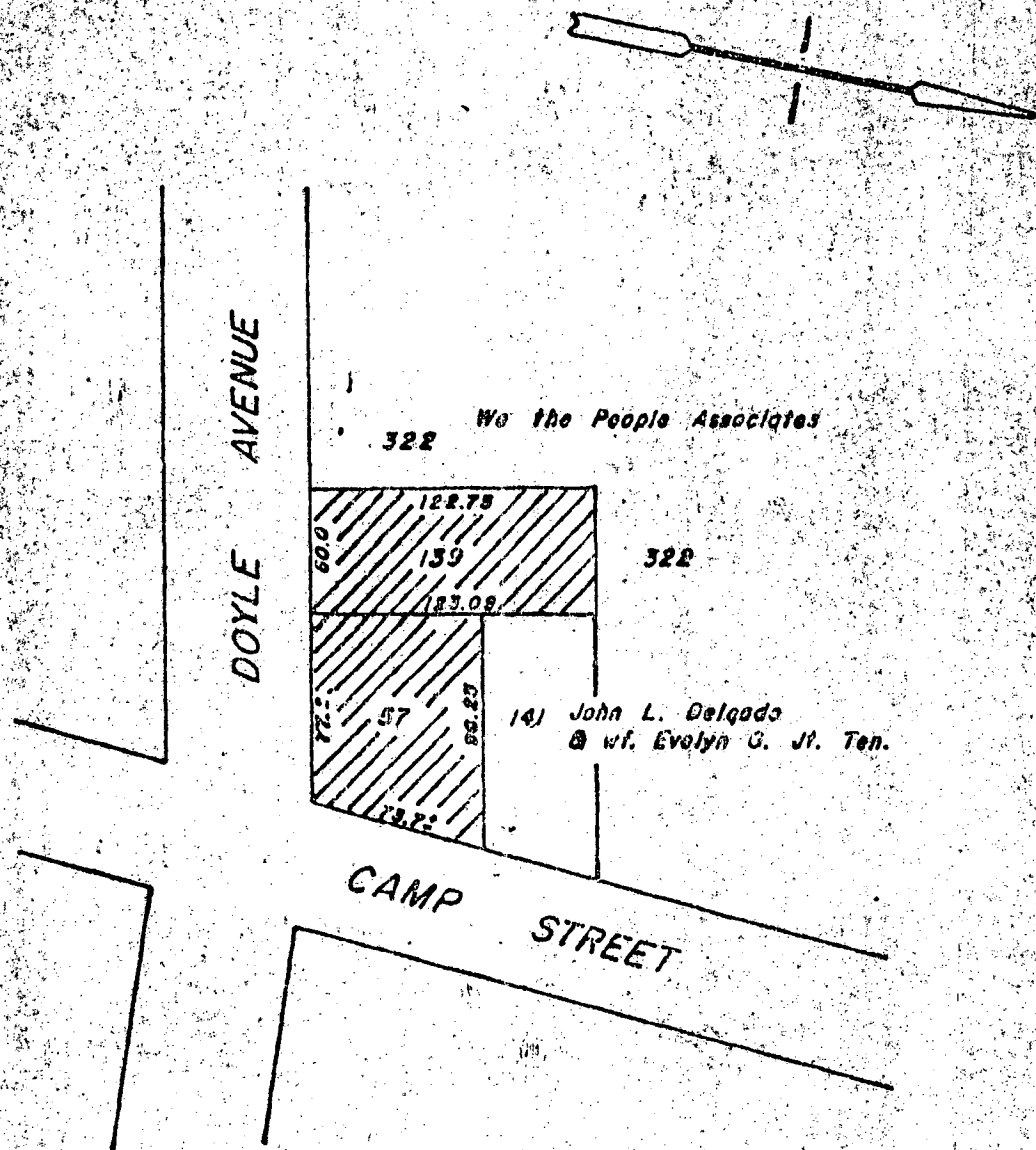 DOYLE AVENUE
We the People Associates
322
122.75
60.0
139
322
123.09
57
141 John L. Delgado
& wf. Evelyn G. Jt. Ten.
CAMP STREET